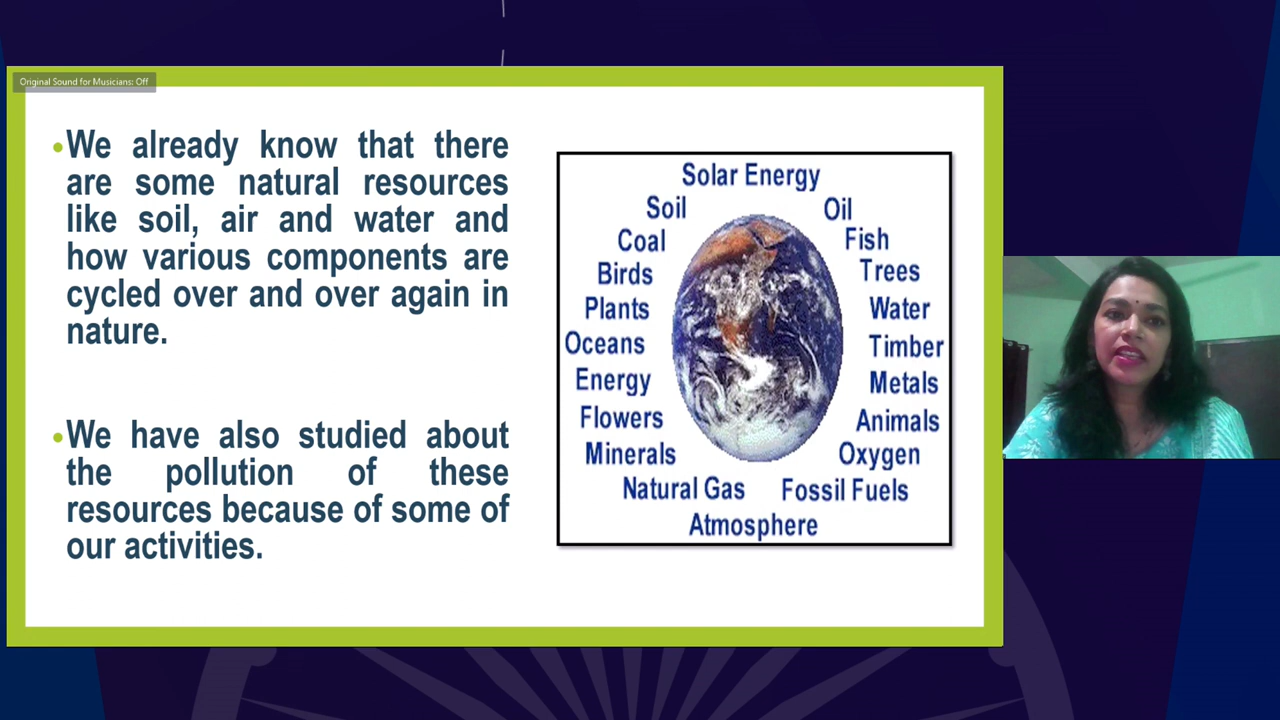 Original Sound for Musicians: Off
•We already know that there
are some natural resources
like soil, air and water and
how various components are
cycled over and over again in
nature.
•We have also studied about
the pollution of these
resources because of some of
our activities.
Solar Energy
Soil
Oil
Coal
Fish
Birds
Trees
Plants
Water
Oceans
Timber
Energy
Metals
Flowers
Animals
Minerals
Oxygen
Natural Gas
Fossil Fuels
Atmosphere